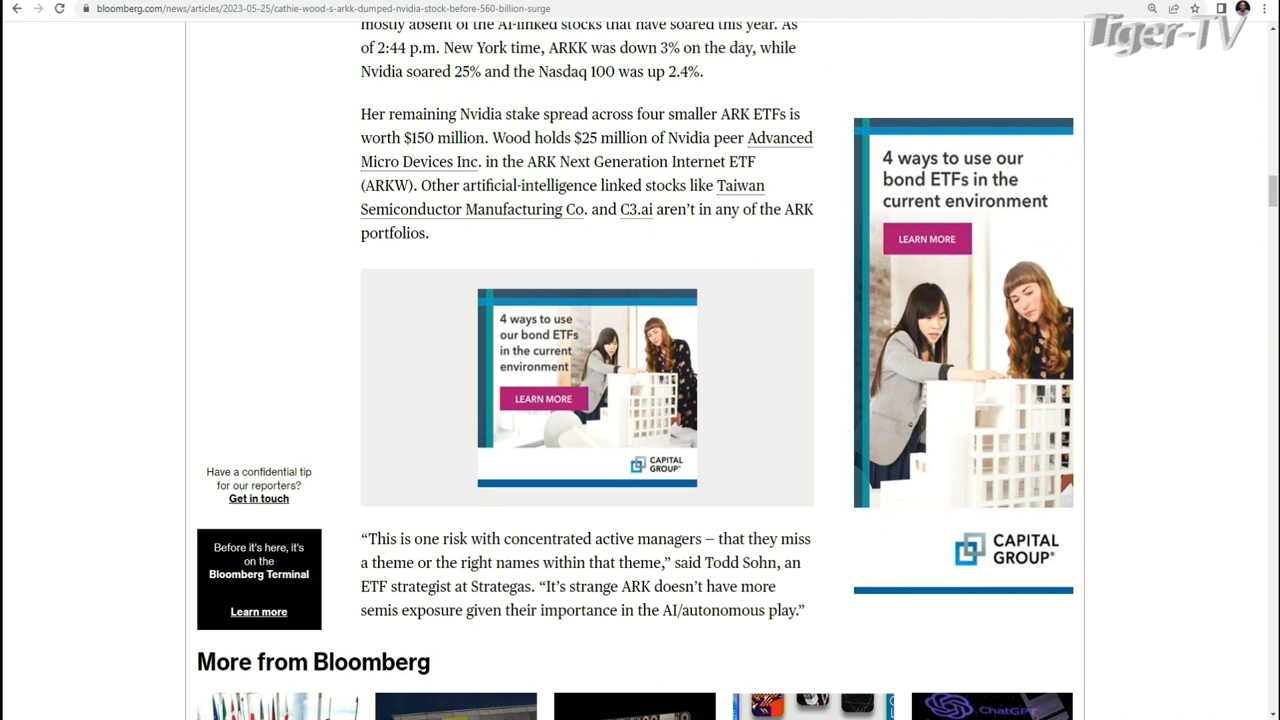 bloomberg.com/news/articles/2023-05-25/cathie-wood-s-arkk-dumped-nvidia-stock-before-560-billion-surge
Tiger-TV
mostly absent of the AI-linked stocks that have soared this year. As
of 2:44 p.m. New York time, ARKK was down 3% on the day, while
Nvidia soared 25% and the Nasdaq 100 was up 2.4%.
Her remaining Nvidia stake spread across four smaller ARK ETFs is
worth $150 million. Wood holds $25 million of Nvidia peer Advanced
Micro Devices Inc. in the ARK Next Generation Internet ETF
(ARKW). Other artificial-intelligence linked stocks like Taiwan
Semiconductor Manufacturing Co. and C3.ai aren’t in any of the ARK
portfolios.
4 ways to use our
bond ETFs in the
current environment
LEARN MORE
CAPITAL
GROUP®
4 ways to use
our bond ETFs
in the current
environment
LEARN MORE
CAPITAL
GROUP®
Have a confidential tip
for our reporters?
Get in touch
Before it's here, it's
on the
Bloomberg Terminal
Learn more
“This is one risk with concentrated active managers – that they miss
a theme or the right names within that theme,” said Todd Sohn, an
ETF strategist at Strategas. “It’s strange ARK doesn’t have more
semis exposure given their importance in the AI/autonomous play.”
More from Bloomberg
ChatGPT